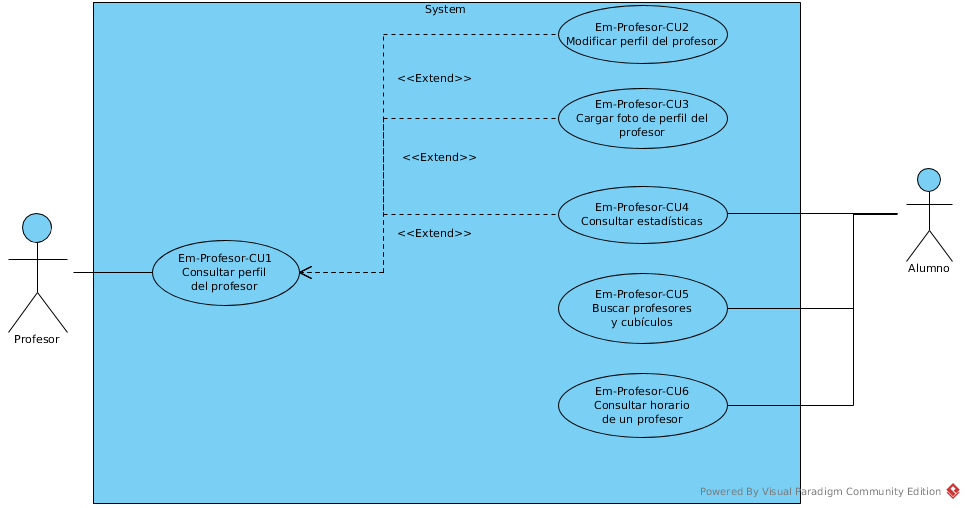 System
Em-Profesor-CU2
Modificar perfil del profesor
<<Extend>>
Em-Profesor-CU3
Cargar foto de perfil del
profesor
<<Extend>>
Em-Profesor-CU4
Consultar estadísticas
<<Extend>>
Em-Profesor-CU1
Consultar perfil
del profesor
Profesor
Alumno
Em-Profesor-CU5
Buscar profesores
y cubículos
Em-Profesor-CU6
Consultar horario
de un profesor
Powered By Visual Paradigm Community Edition